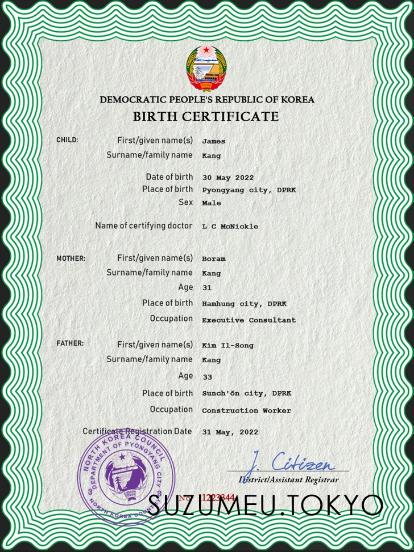 DEMOCRATIC PEOPLE'S REPUBLIC OF KOREA
BIRTH CERTIFICATE
CHILD: First/given name(s) James
Surname/family name Kang
Date of birth 30 May 2022
Place of birth Pyongyang city, DPRK
Sex Male
Name of certifying doctor L C McNickle
MOTHER: First/given name(s) Boram
Surname/family name Kang
Age 31
Place of birth Hamhung city, DPRK
Occupation Executive Consultant
FATHER: First/given name(s) Kim Il-Song
Surname/family name Kang
Age 33
Place of birth Sunch'ŏn city, DPRK
Occupation Construction Worker
Certificate Registration Date 31 May, 2022
NORTH KOREA COUNCIL
DEPARTMENT OF PYONGYANG CITY
J. Citizen
District/Assistant Registrar
SUZUMEU.TOKYO